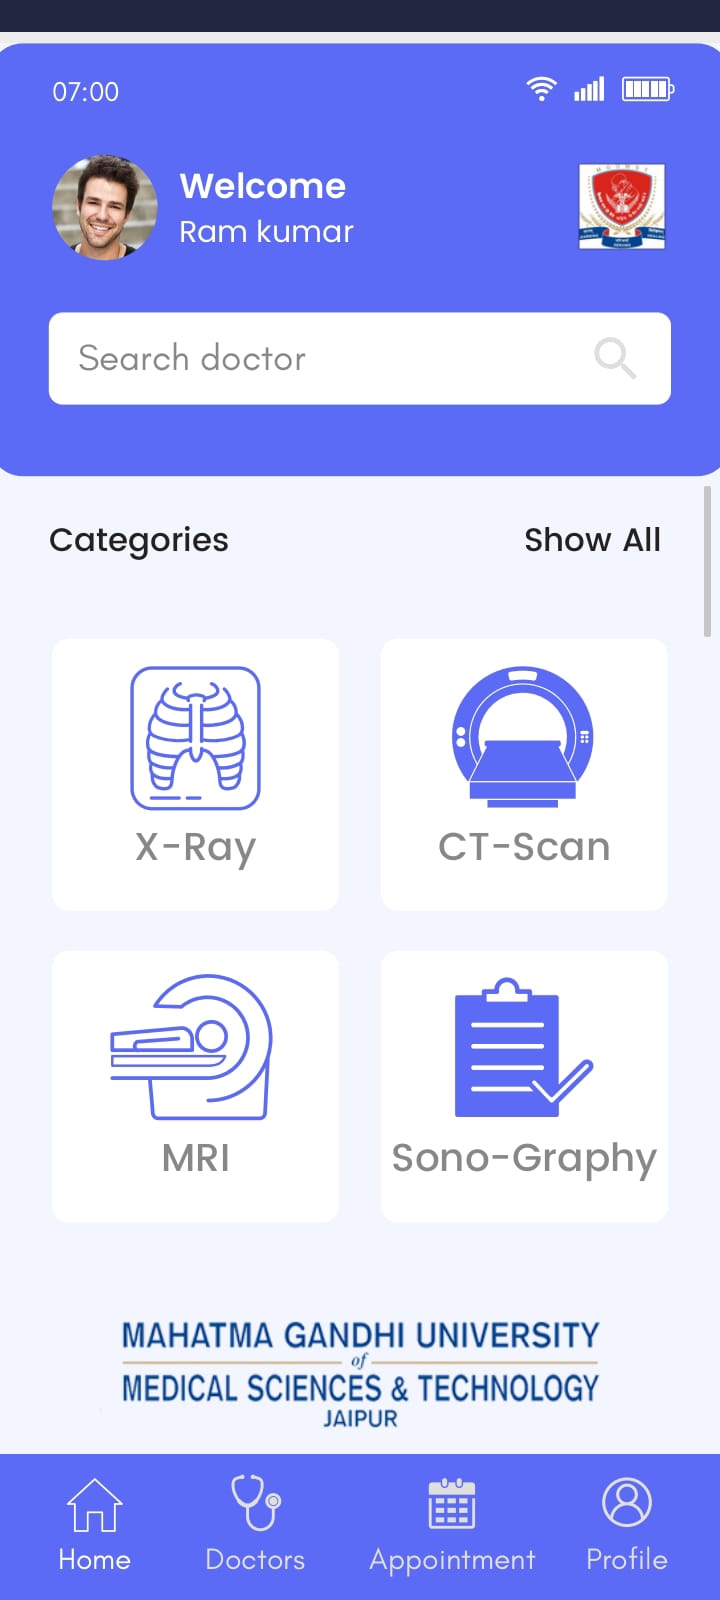 07:00
Welcome
Ram kumar
Search doctor
Categories
Show All
X-Ray
CT-Scan
MRI
Sono-Graphy
MAHATMA GANDHI UNIVERSITY
of
MEDICAL SCIENCES & TECHNOLOGY
JAIPUR
Home
Doctors
Appointment
Profile